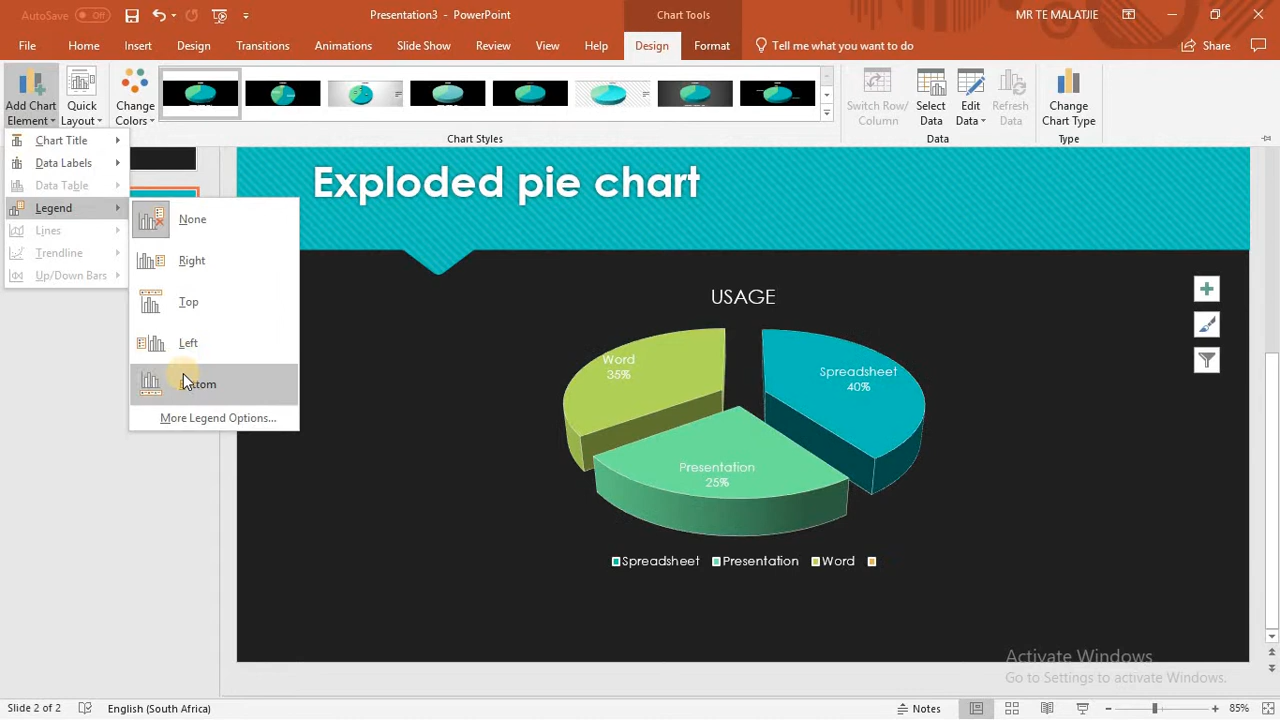 AutoSave Off
Presentation3 - PowerPoint
Chart Tools
MR TE MALATJIE
File Home Insert Design Transitions Animations Slide Show Review View Help Design Format Tell me what you want to do Share
Add Chart Element
Quick Layout
Change Colors
Chart Styles
Switch Row/ Column
Select Data
Edit Data
Refresh Data
Data
Change Chart Type
Type
Chart Title
Data Labels
Data Table
Legend
Lines
Trendline
Up/Down Bars
None
Right
Top
Left
More Legend Options...
Exploded pie chart
USAGE
Word
35%
Spreadsheet
40%
Presentation
25%
Spreadsheet Presentation Word
Activate Windows
Go to Settings to activate Windows.
Slide 2 of 2 English (South Africa) Notes 85%